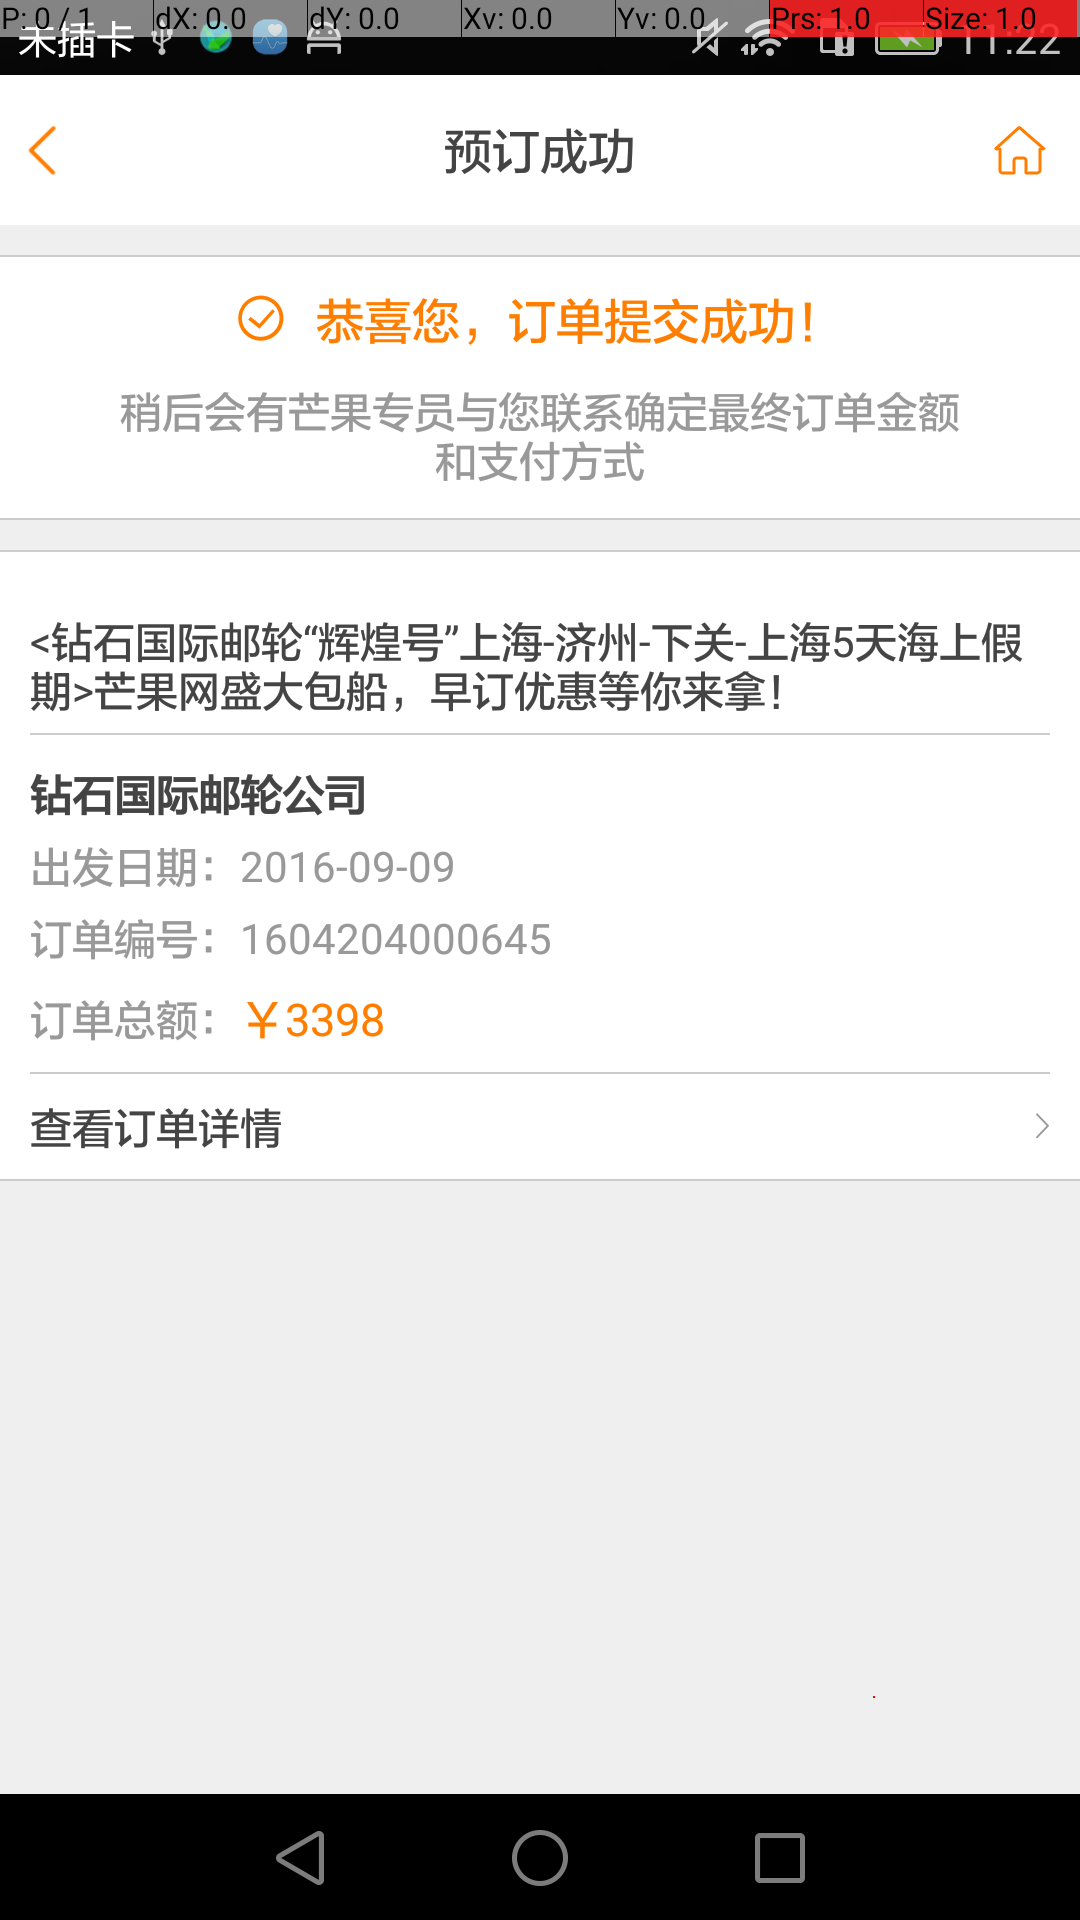 P: 0 / 1 dX: 0.0 dY: 0.0 Xv: 0.0 Yv: 0.0 Prs: 1.0 Size: 1.0
未插卡 11:22
预订成功
恭喜您，订单提交成功！
稍后会有芒果专员与您联系确定最终订单金额
和支付方式
<钻石国际邮轮“辉煌号”上海-济州-下关-上海5天海上假
期>芒果网盛大包船，早订优惠等你来拿！
钻石国际邮轮公司
出发日期：2016-09-09
订单编号：1604204000645
订单总额：￥3398
查看订单详情